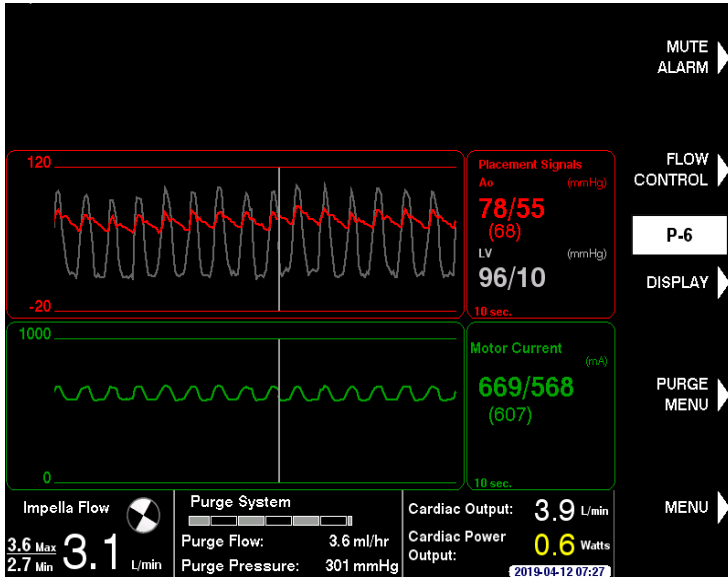 MUTE
ALARM
120
Placement Signals
Ao (mmHg)
78/55
(68)
LV (mmHg)
96/10
-20
10 sec.
FLOW
CONTROL
P-6
DISPLAY
1000
Motor Current
(mA)
669/568
(607)
0
10 sec.
PURGE
MENU
Impella Flow
3.6 Max
2.7 Min
3.1 L/min
Purge System
Purge Flow: 3.6 ml/hr
Purge Pressure: 301 mmHg
Cardiac Output: 3.9 L/min
Cardiac Power
Output: 0.6 Watts
2019-04-12 07:27
MENU